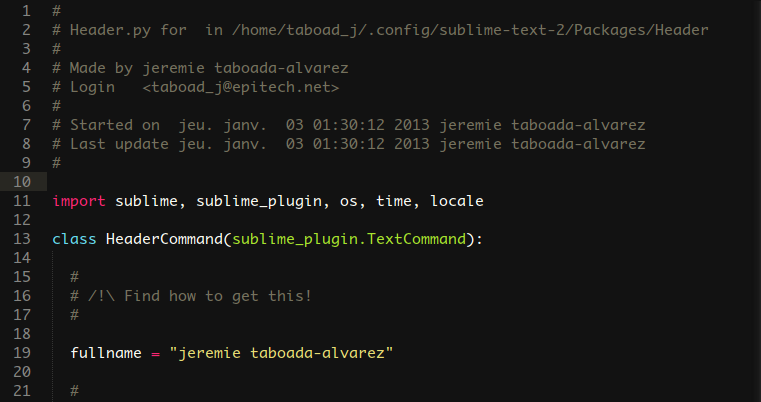 1 #
2 # Header.py for  in /home/taboad_j/.config/sublime-text-2/Packages/Header
3 #
4 # Made by jeremie taboada-alvarez
5 # Login   <taboad_j@epitech.net>
6 #
7 # Started on  jeu. janv.  03 01:30:12 2013 jeremie taboada-alvarez
8 # Last update jeu. janv.  03 01:30:12 2013 jeremie taboada-alvarez
9 #
10
11 import sublime, sublime_plugin, os, time, locale
12
13 class HeaderCommand(sublime_plugin.TextCommand):
14
15   #
16   # /!\ Find how to get this!
17   #
18
19   fullname = "jeremie taboada-alvarez"
20
21   #